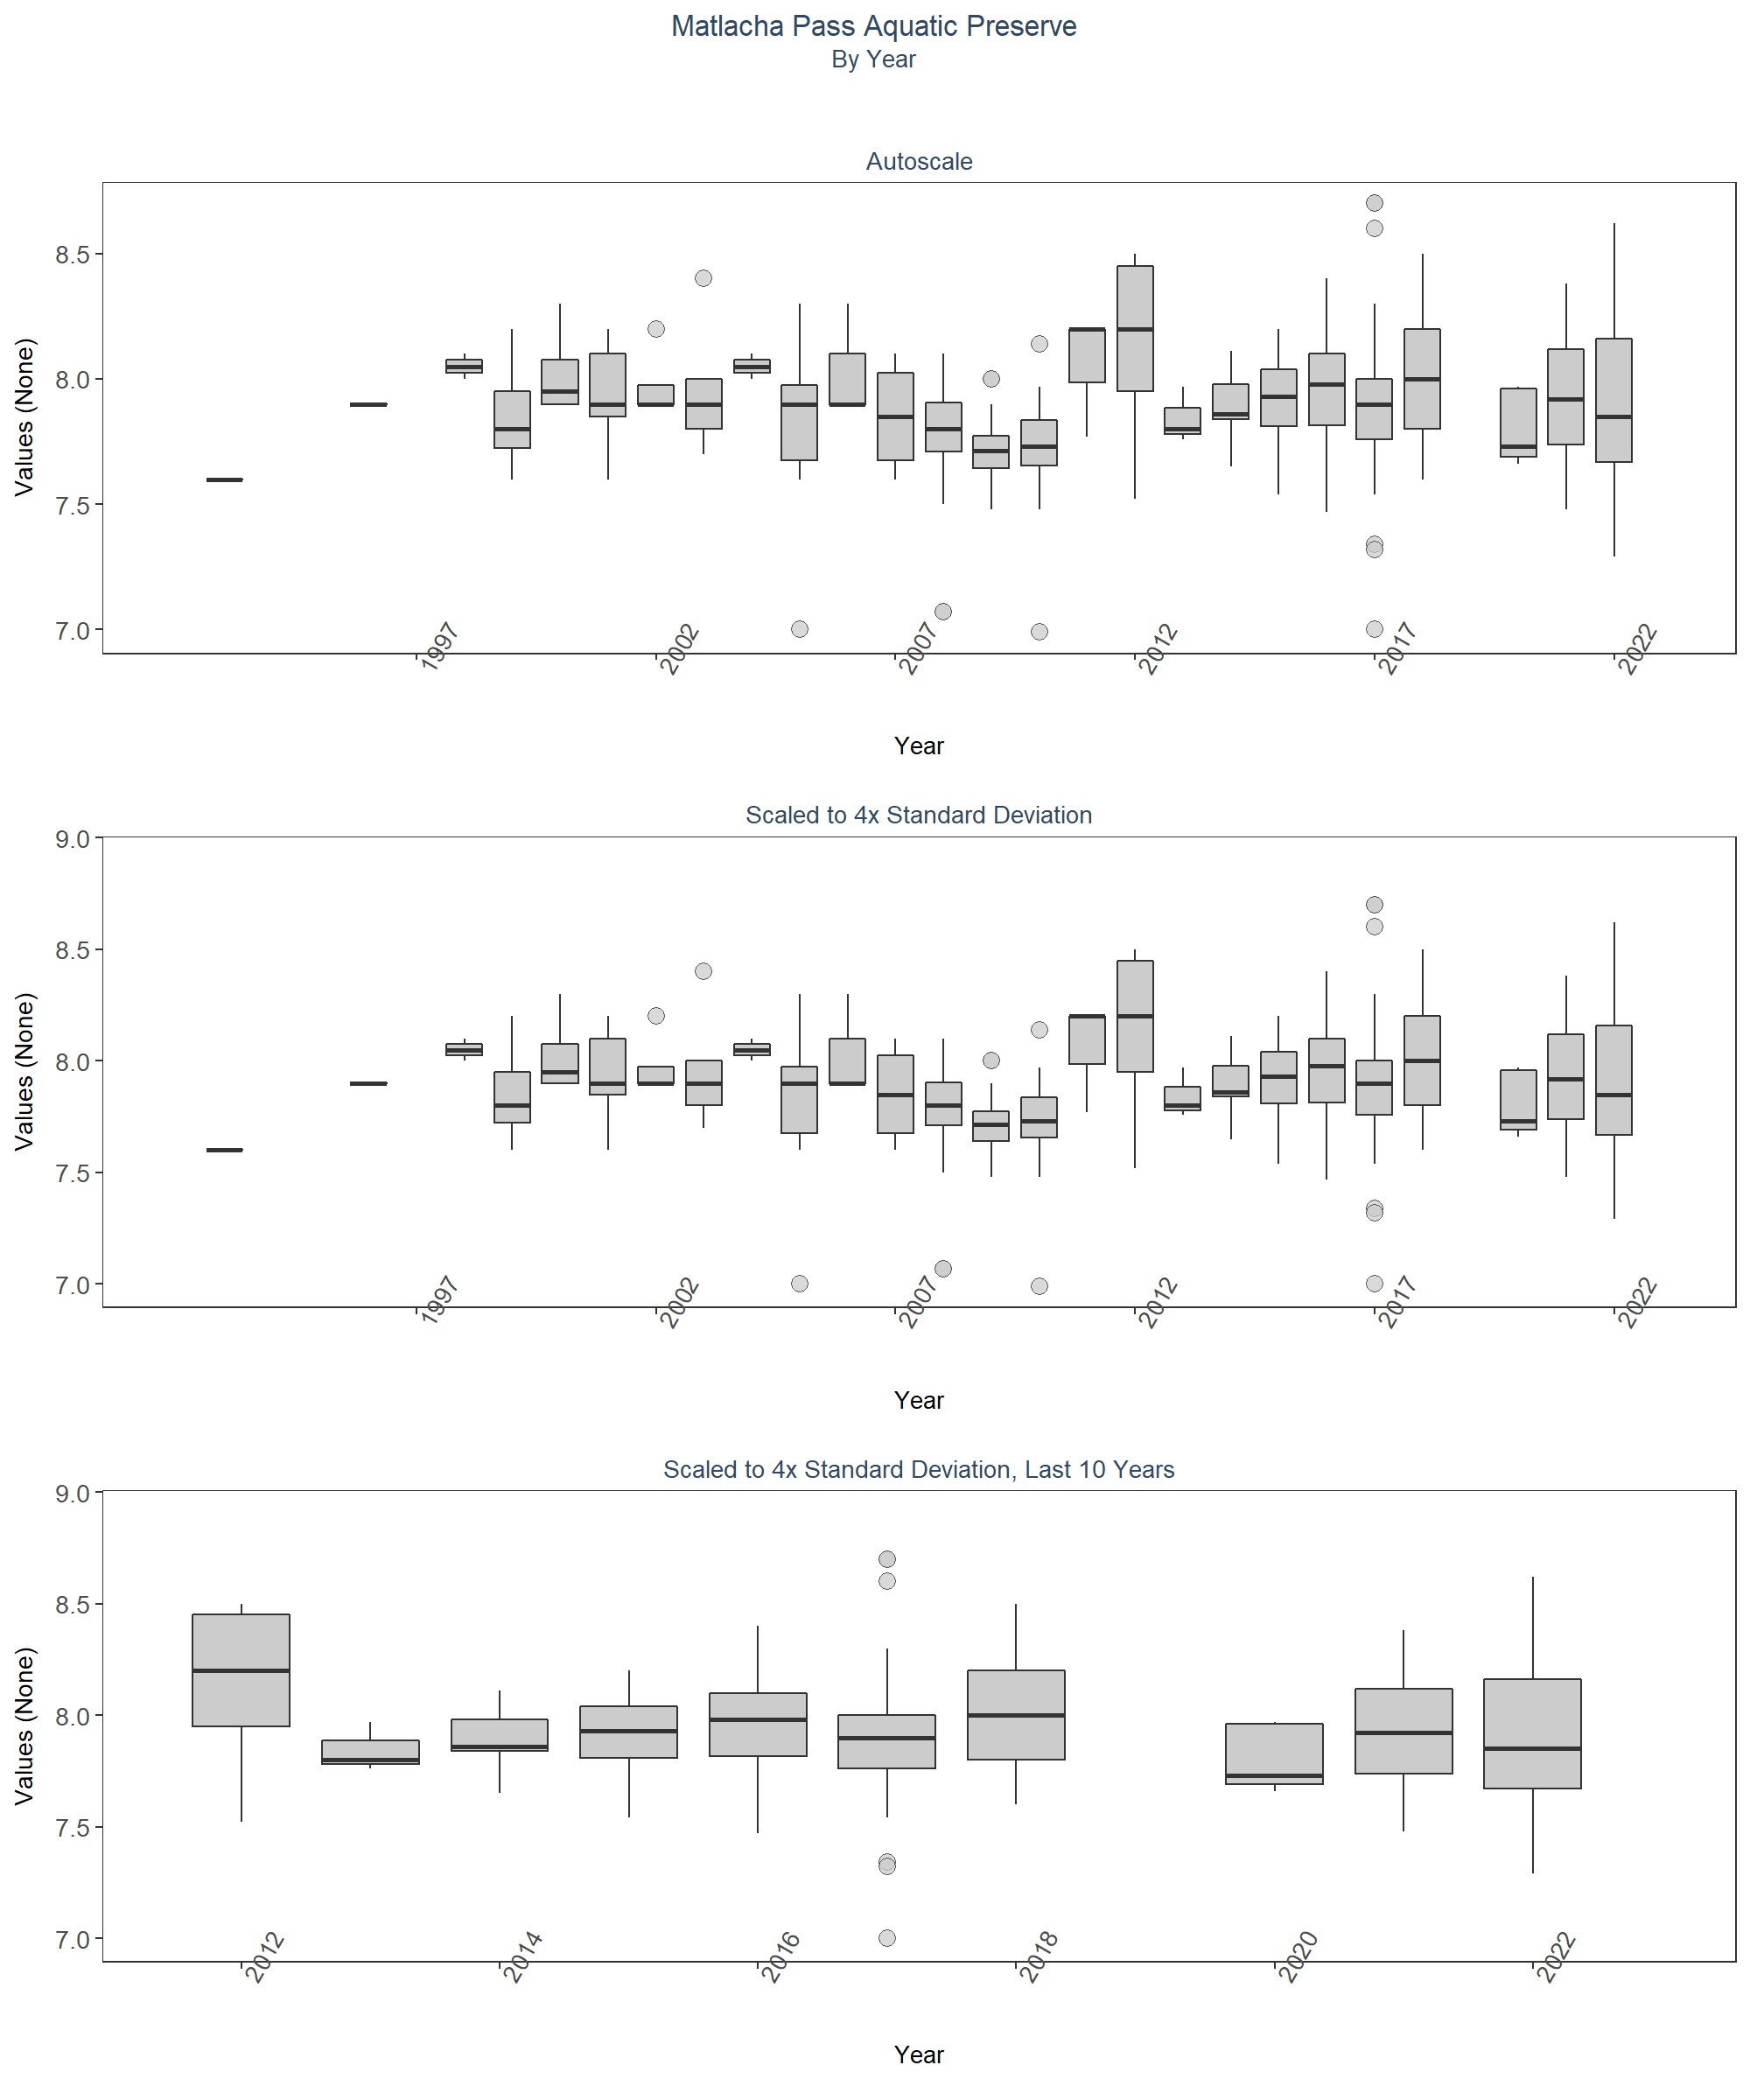 Matlacha Pass Aquatic Preserve
By Year
Autoscale
Values (None)
8.5
8.0
7.5
7.0
1997 2002 2007 2012 2017 2022
Year
Scaled to 4x Standard Deviation
Values (None)
9.0
8.5
8.0
7.5
7.0
1997 2002 2007 2012 2017 2022
Year
Scaled to 4x Standard Deviation, Last 10 Years
Values (None)
9.0
8.5
8.0
7.5
7.0
2012 2014 2016 2018 2020 2022
Year